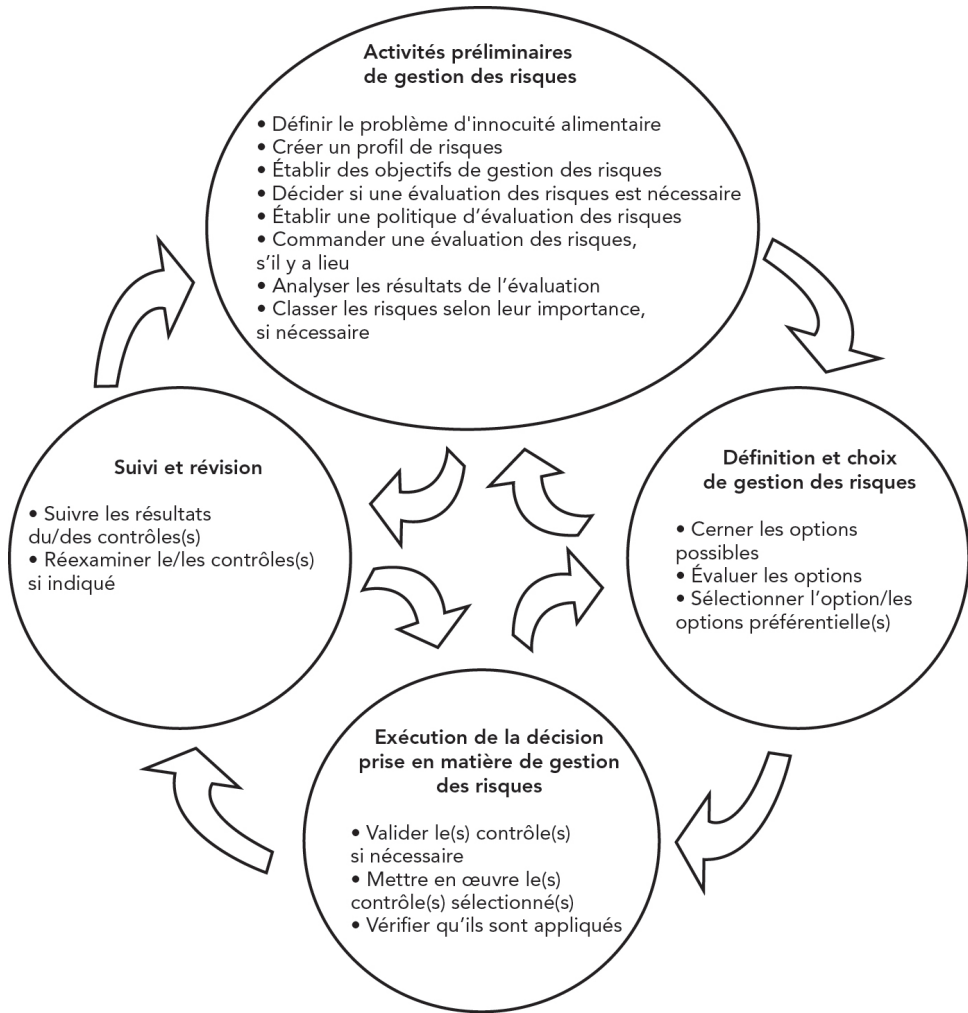 Activités préliminaires
de gestion des risques
• Définir le problème d'innocuité alimentaire
• Créer un profil de risques
• Établir des objectifs de gestion des risques
• Décider si une évaluation des risques est nécessaire
• Établir une politique d’évaluation des risques
• Commander une évaluation des risques,
s’il y a lieu
• Analyser les résultats de l’évaluation
• Classer les risques selon leur importance,
si nécessaire
Suivi et révision
• Suivre les résultats
du/des contrôles(s)
• Réexaminer le/les contrôles(s)
si indiqué
Définition et choix
de gestion des risques
• Cerner les options
possibles
• Évaluer les options
• Sélectionner l’option/les
options préférentielle(s)
Exécution de la décision
prise en matière de gestion
des risques
• Valider le(s) contrôle(s)
si nécessaire
• Mettre en œuvre le(s)
contrôle(s) sélectionné(s)
• Vérifier qu’ils sont appliqués